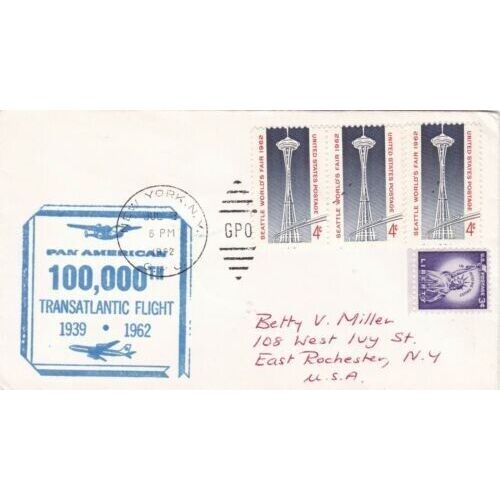 SEATTLE WORLD'S FAIR 1962
UNITED STATES POSTAGE
4¢
SEATTLE WORLD'S FAIR 1962
UNITED STATES POSTAGE
4¢
SEATTLE WORLD'S FAIR 1962
UNITED STATES POSTAGE
4¢
NEW YORK, N.Y.
JUL
6 PM
1962
GPO
U.S. POSTAGE
3¢
LIBERTY
PAN AMERICAN
100,000TH
TRANSATLANTIC FLIGHT
1939 • 1962
Betty V. Miller
108 West Ivy St.
East Rochester, N.Y
U.S.A.